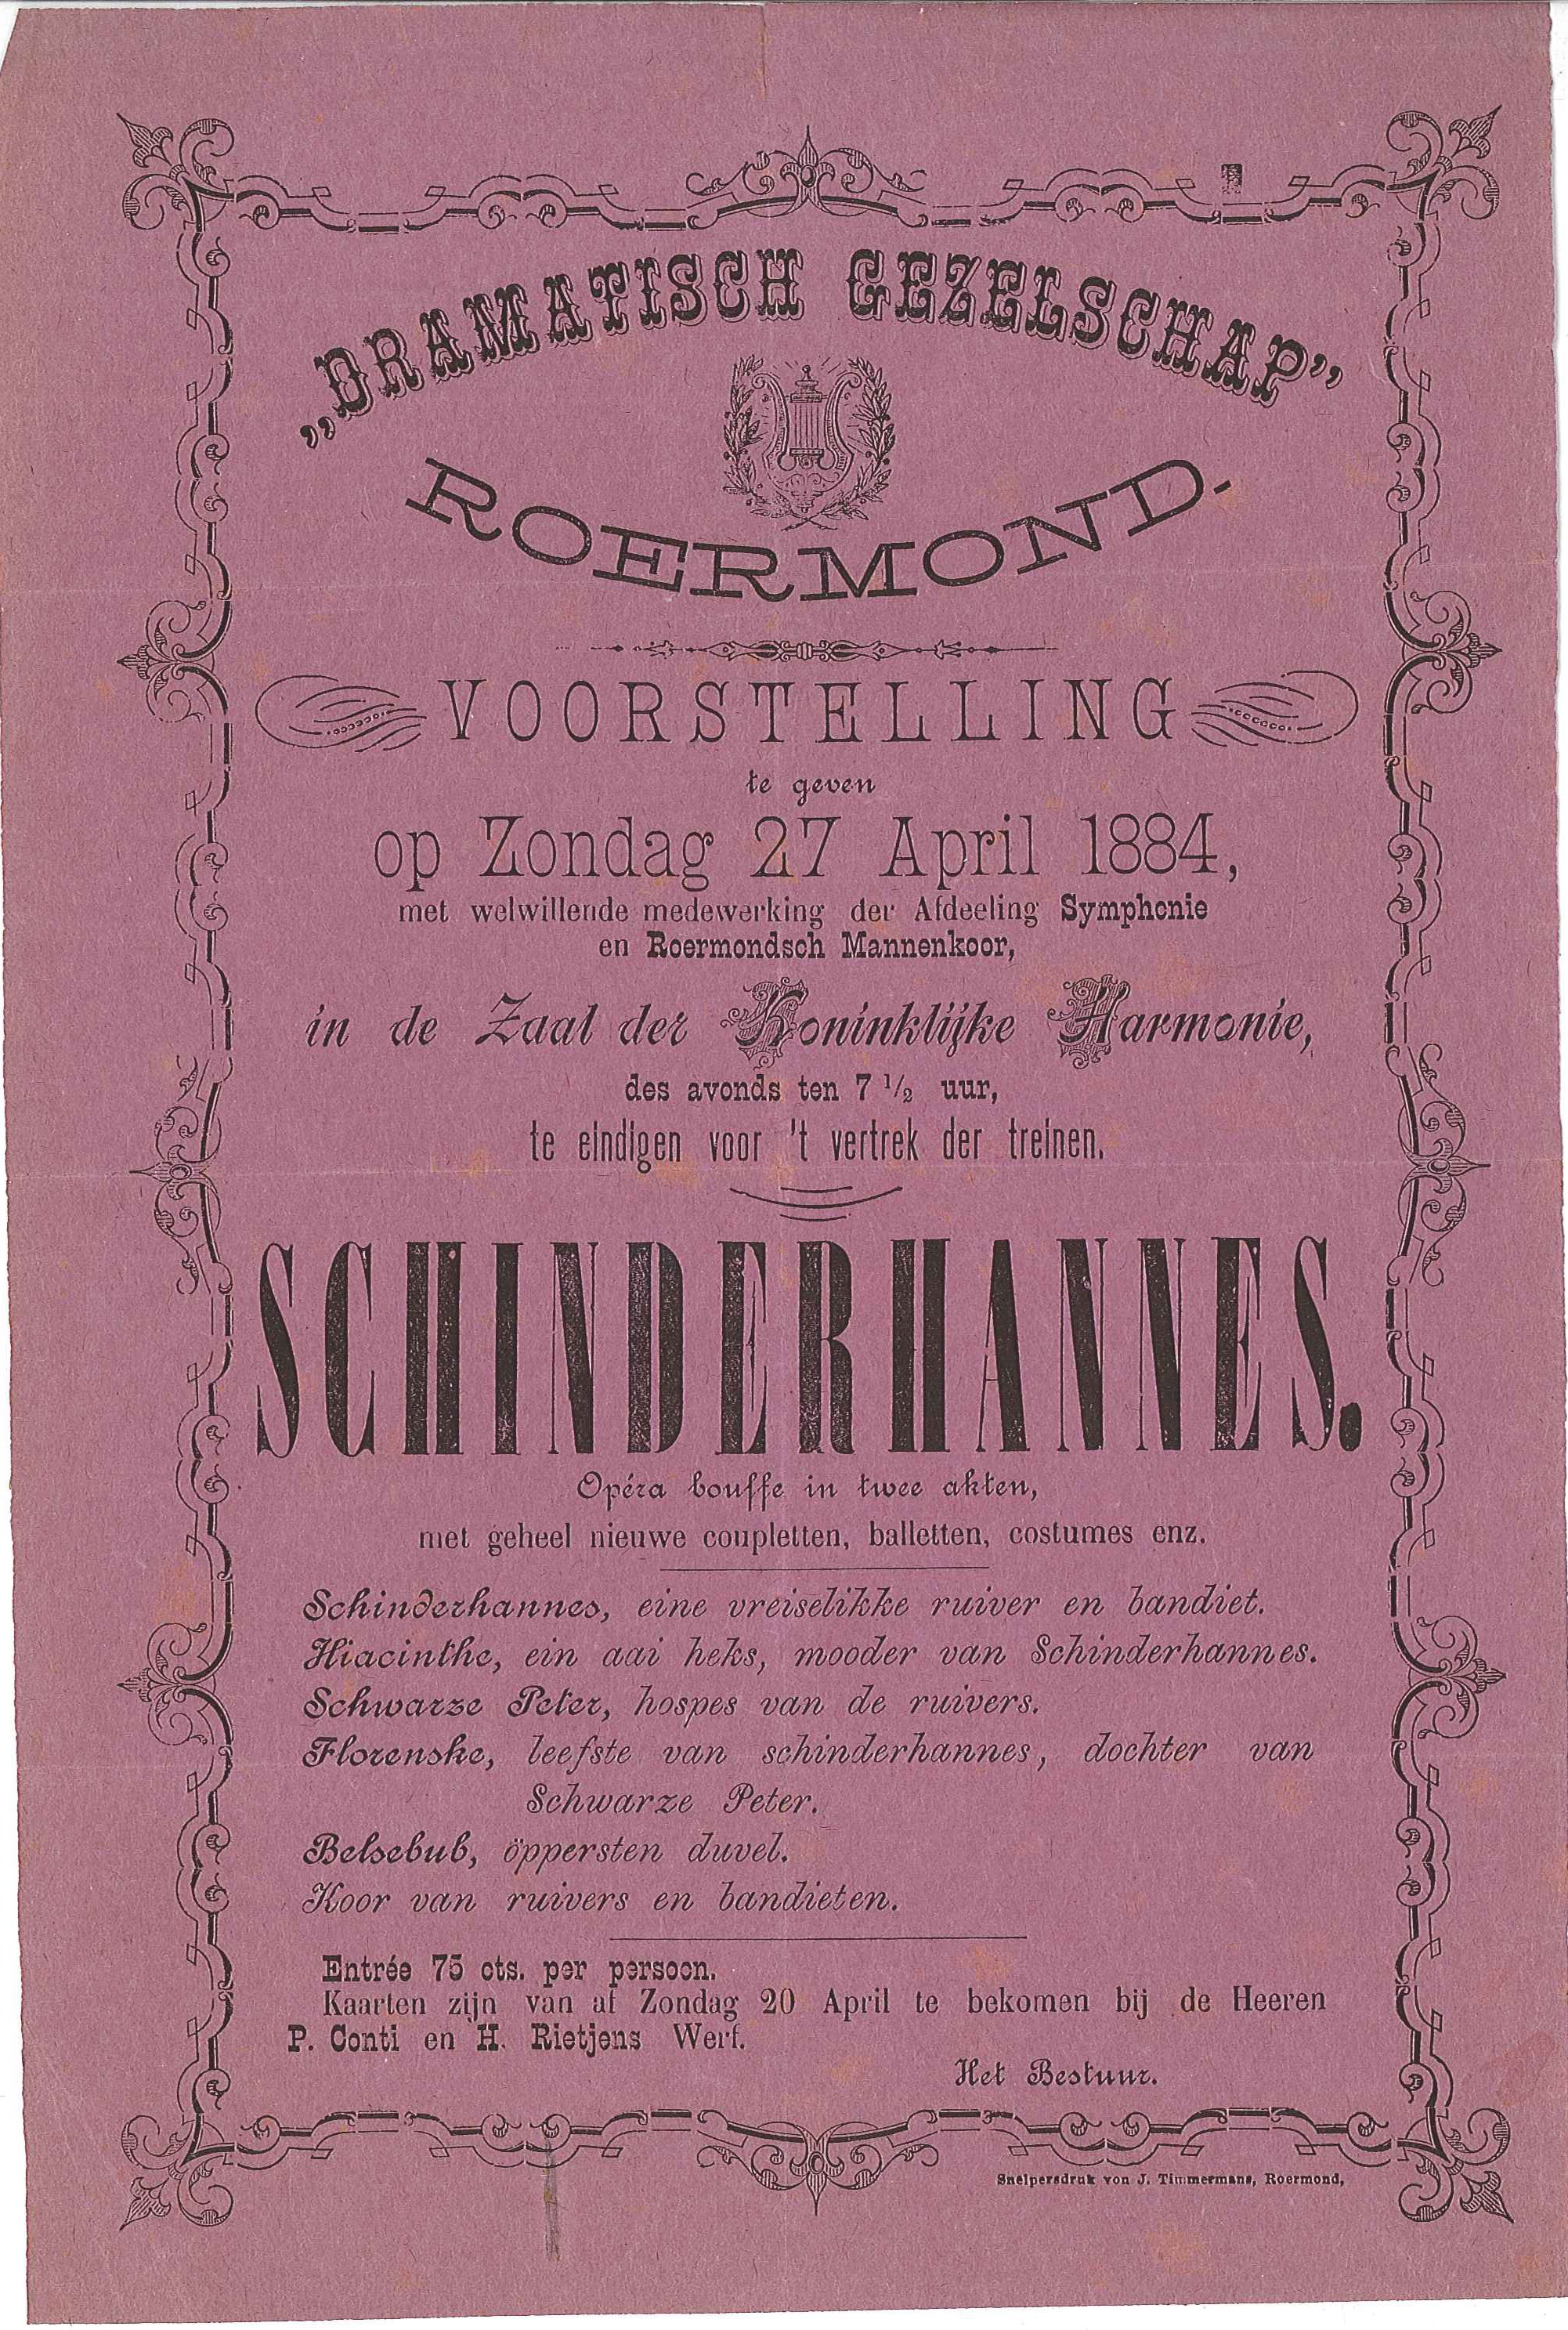 „DRAMATISCH GEZELSCHAP”
ROERMOND.
VOORSTELLING
te geven
op Zondag 27 April 1884,
met welwillende medewerking der Afdeeling Symphonie
en Roermondsch Mannenkoor,
in de Zaal der Koninklijke Harmonie,
des avonds ten 7 1/2 uur,
te eindigen voor 't vertrek der treinen.
SCHINDERHANNES.
Opéra bouffe in twee akten,
met geheel nieuwe coupletten, balletten, costumes enz.
Schinderhannes, eine vreiselikke ruiver en bandiet.
Hiacinthe, ein aai heks, mooder van Schinderhannes.
Schwarze Peter, hospes van de ruivers.
Florenske, leefste van schinderhannes, dochter van
Schwarze Peter.
Belsebub, öppersten duvel.
Koor van ruivers en bandieten.
Entrée 75 cts. per persoon.
Kaarten zijn van af Zondag 20 April te bekomen bij de Heeren
P. Conti en H. Rietjens Werf.
Het Bestuur.
Snelpersdruk von J. Timmermans, Roermond,